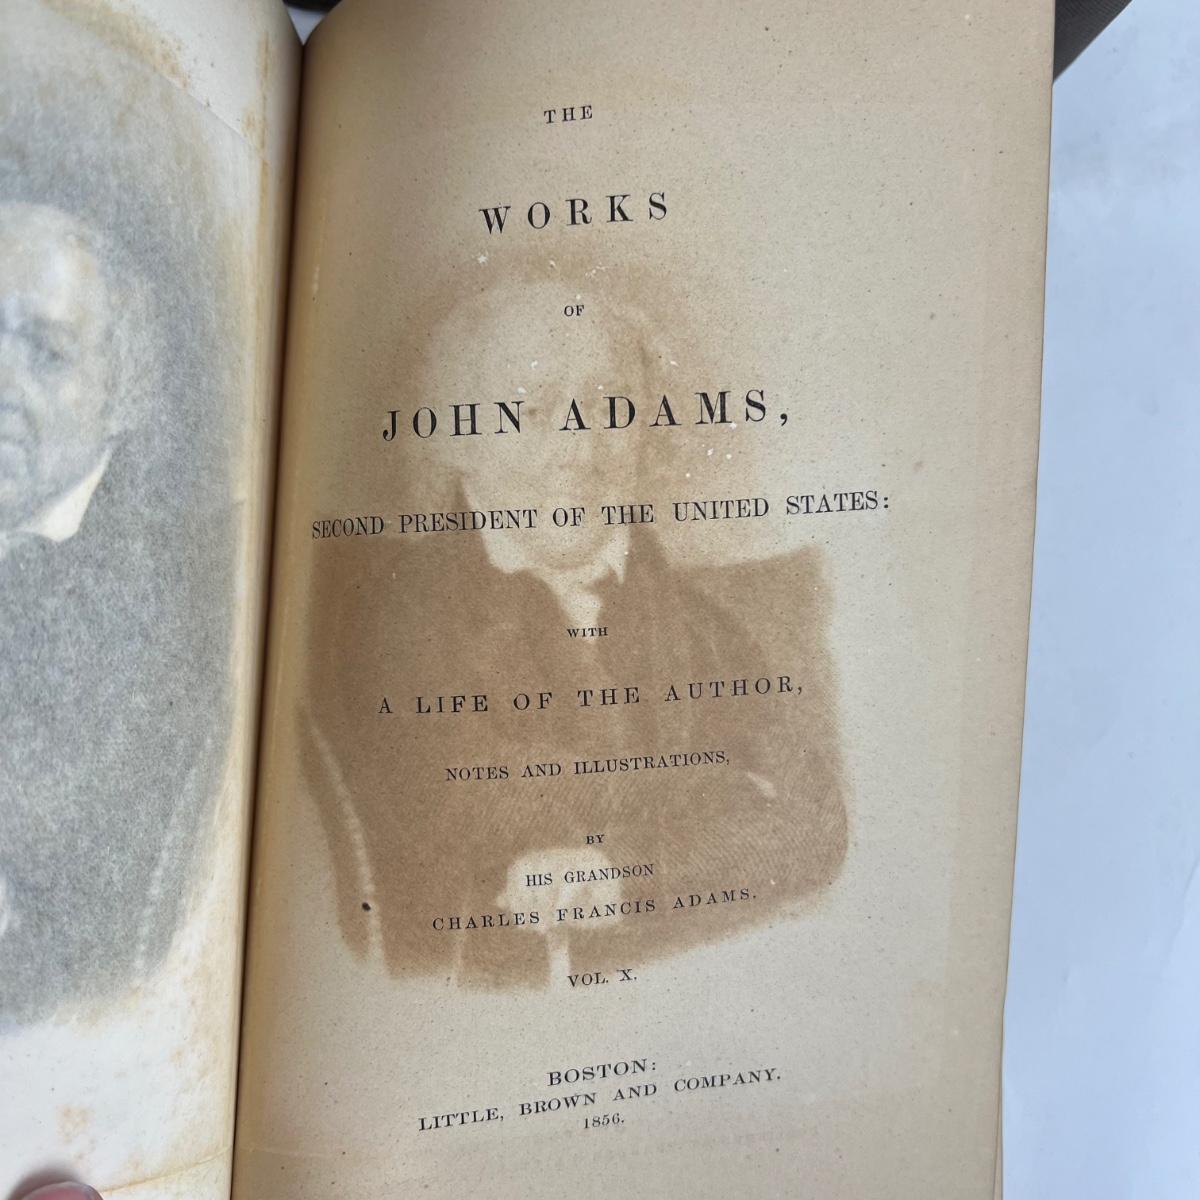 THE
WORKS
OF
JOHN ADAMS,
SECOND PRESIDENT OF THE UNITED STATES:
WITH
A LIFE OF THE AUTHOR,
NOTES AND ILLUSTRATIONS,
BY
HIS GRANDSON
CHARLES FRANCIS ADAMS.
VOL. X.
BOSTON:
LITTLE, BROWN AND COMPANY.
1856.